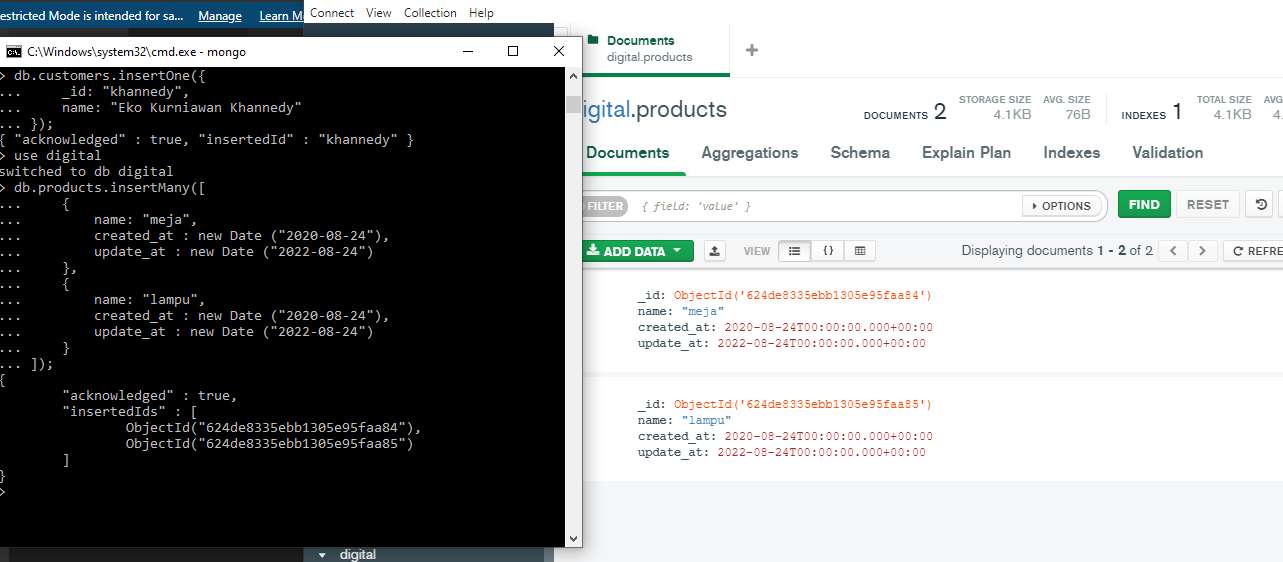 estricted Mode is intended for sa... Manage Learn M
Connect View Collection Help
C:\Windows\system32\cmd.exe - mongo
> db.customers.insertOne({
... _id: "khannedy",
... name: "Eko Kurniawan Khannedy"
... });
{ "acknowledged" : true, "insertedId" : "khannedy" }
> use digital
switched to db digital
> db.products.insertMany([
... {
... name: "meja",
... created_at : new Date ("2020-08-24"),
... update_at : new Date ("2022-08-24")
... },
... {
... name: "lampu",
... created_at : new Date ("2020-08-24"),
... update_at : new Date ("2022-08-24")
... }
... ]);
{
"acknowledged" : true,
"insertedIds" : [
ObjectId("624de8335ebb1305e95faa84"),
ObjectId("624de8335ebb1305e95faa85")
]
}
>
digital
Documents
digital.products
igital.products
DOCUMENTS 2
STORAGE SIZE
4.1KB
AVG. SIZE
76B
INDEXES 1
TOTAL SIZE
4.1KB
AVG
4.
Documents Aggregations Schema Explain Plan Indexes Validation
FILTER { field: 'value' } OPTIONS FIND RESET
ADD DATA VIEW {} Displaying documents 1 - 2 of 2 < > REFRE
_id: ObjectId('624de8335ebb1305e95faa84')
name: "meja"
created_at: 2020-08-24T00:00:00.000+00:00
update_at: 2022-08-24T00:00:00.000+00:00
_id: ObjectId('624de8335ebb1305e95faa85')
name: "lampu"
created_at: 2020-08-24T00:00:00.000+00:00
update_at: 2022-08-24T00:00:00.000+00:00